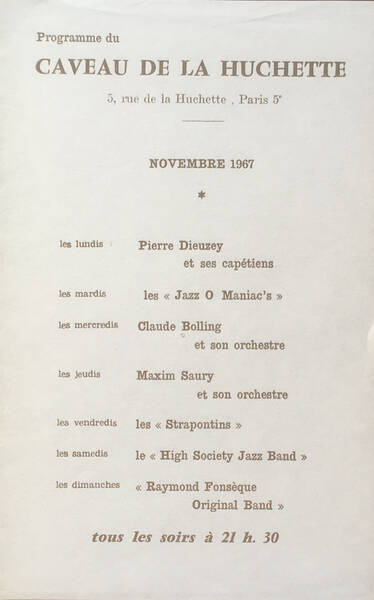 Programme du
CAVEAU DE LA HUCHETTE
5, rue de la Huchette , Paris 5e
NOVEMBRE 1967
*
les lundis Pierre Dieuzey
et ses capétiens
les mardis les « Jazz O Maniac's »
les mercredis Claude Bolling
et son orchestre
les jeudis Maxim Saury
et son orchestre
les vendredis les « Strapontins »
les samedis le « High Society Jazz Band »
les dimanches « Raymond Fonsèque
Original Band »
tous les soirs à 21 h. 30